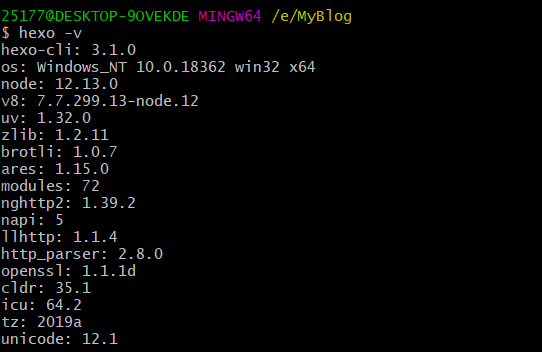 25177@DESKTOP-9OVEKDE MINGW64 /e/MyBlog
$ hexo -v
hexo-cli: 3.1.0
os: Windows_NT 10.0.18362 win32 x64
node: 12.13.0
v8: 7.7.299.13-node.12
uv: 1.32.0
zlib: 1.2.11
brotli: 1.0.7
ares: 1.15.0
modules: 72
nghttp2: 1.39.2
napi: 5
llhttp: 1.1.4
http_parser: 2.8.0
openssl: 1.1.1d
cldr: 35.1
icu: 64.2
tz: 2019a
unicode: 12.1